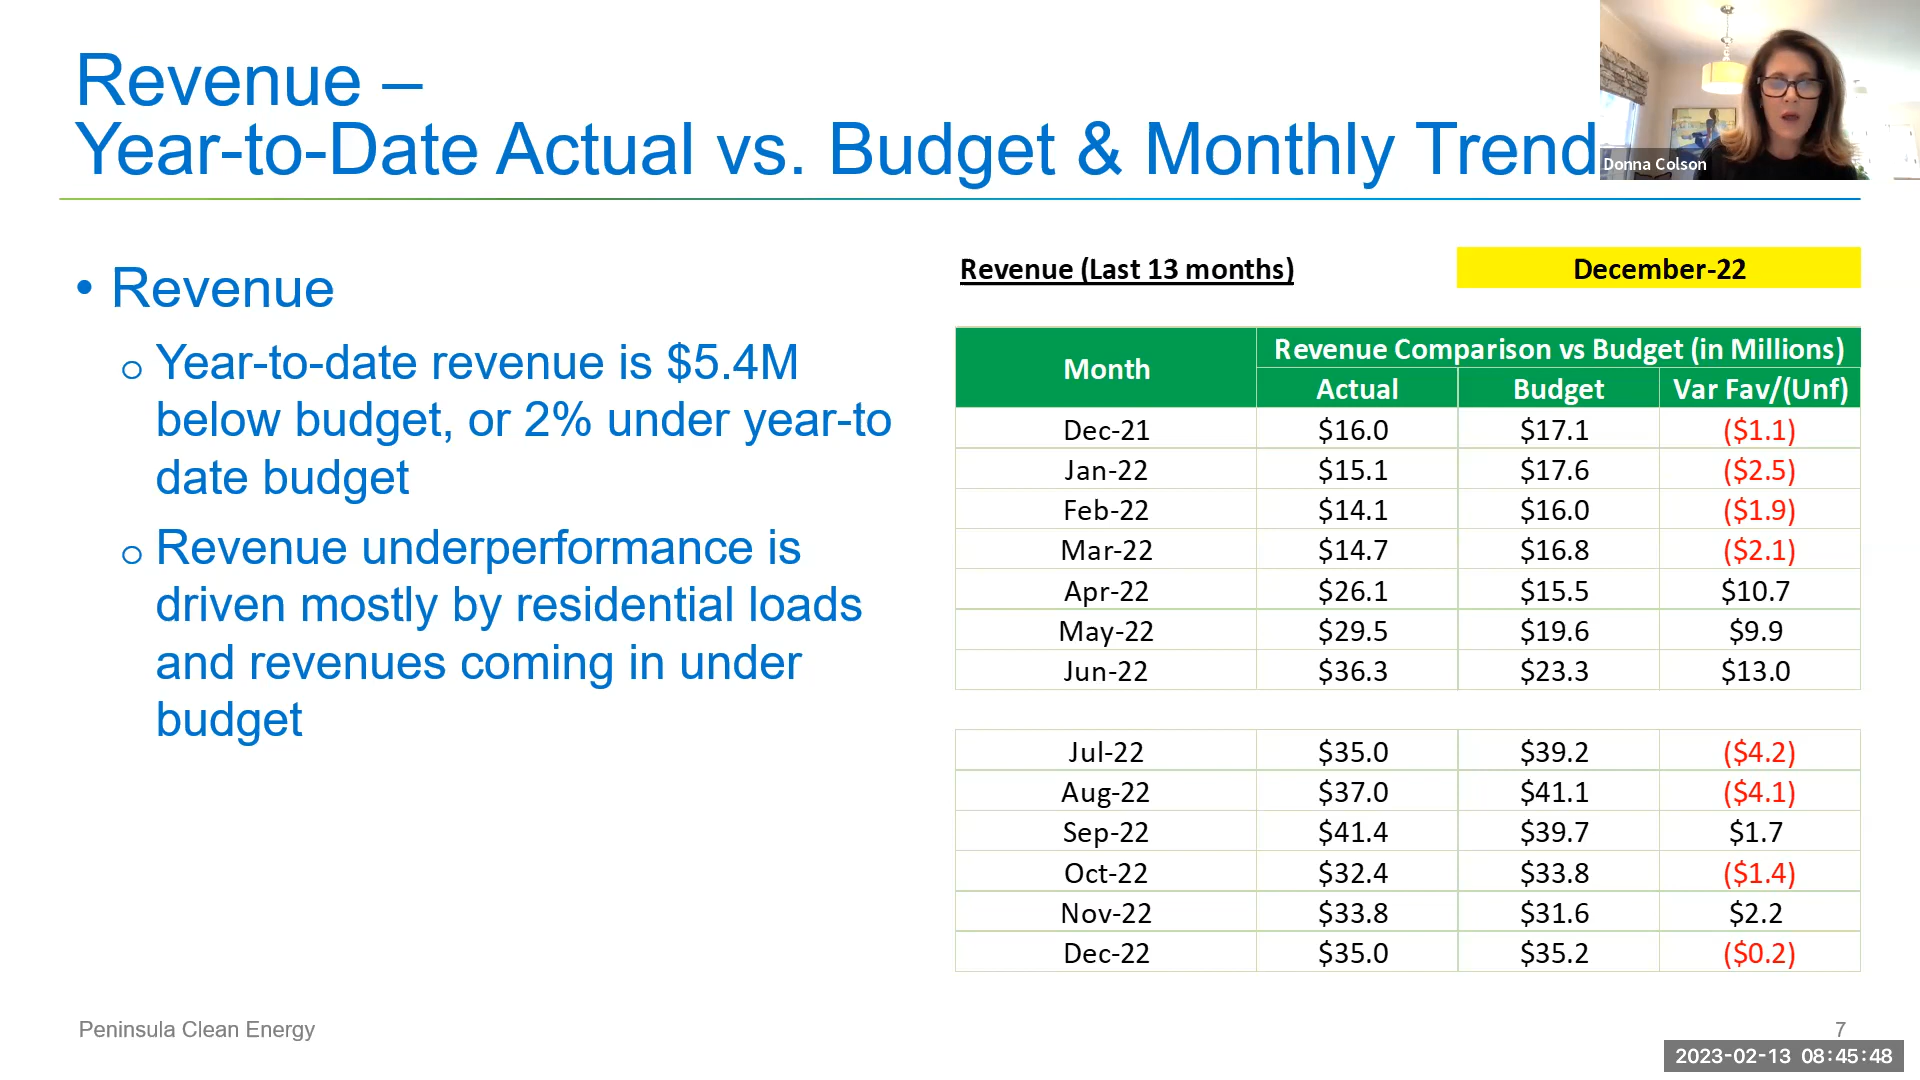 Revenue –
Year-to-Date Actual vs. Budget & Monthly Trend
Donna Colson
• Revenue
o Year-to-date revenue is $5.4M
below budget, or 2% under year-to
date budget
o Revenue underperformance is
driven mostly by residential loads
and revenues coming in under
budget
Revenue (Last 13 months) December-22
Month Revenue Comparison vs Budget (in Millions)
Actual Budget Var Fav/(Unf)
Dec-21 $16.0 $17.1 ($1.1)
Jan-22 $15.1 $17.6 ($2.5)
Feb-22 $14.1 $16.0 ($1.9)
Mar-22 $14.7 $16.8 ($2.1)
Apr-22 $26.1 $15.5 $10.7
May-22 $29.5 $19.6 $9.9
Jun-22 $36.3 $23.3 $13.0
Jul-22 $35.0 $39.2 ($4.2)
Aug-22 $37.0 $41.1 ($4.1)
Sep-22 $41.4 $39.7 $1.7
Oct-22 $32.4 $33.8 ($1.4)
Nov-22 $33.8 $31.6 $2.2
Dec-22 $35.0 $35.2 ($0.2)
Peninsula Clean Energy
7
2023-02-13 08:45:48